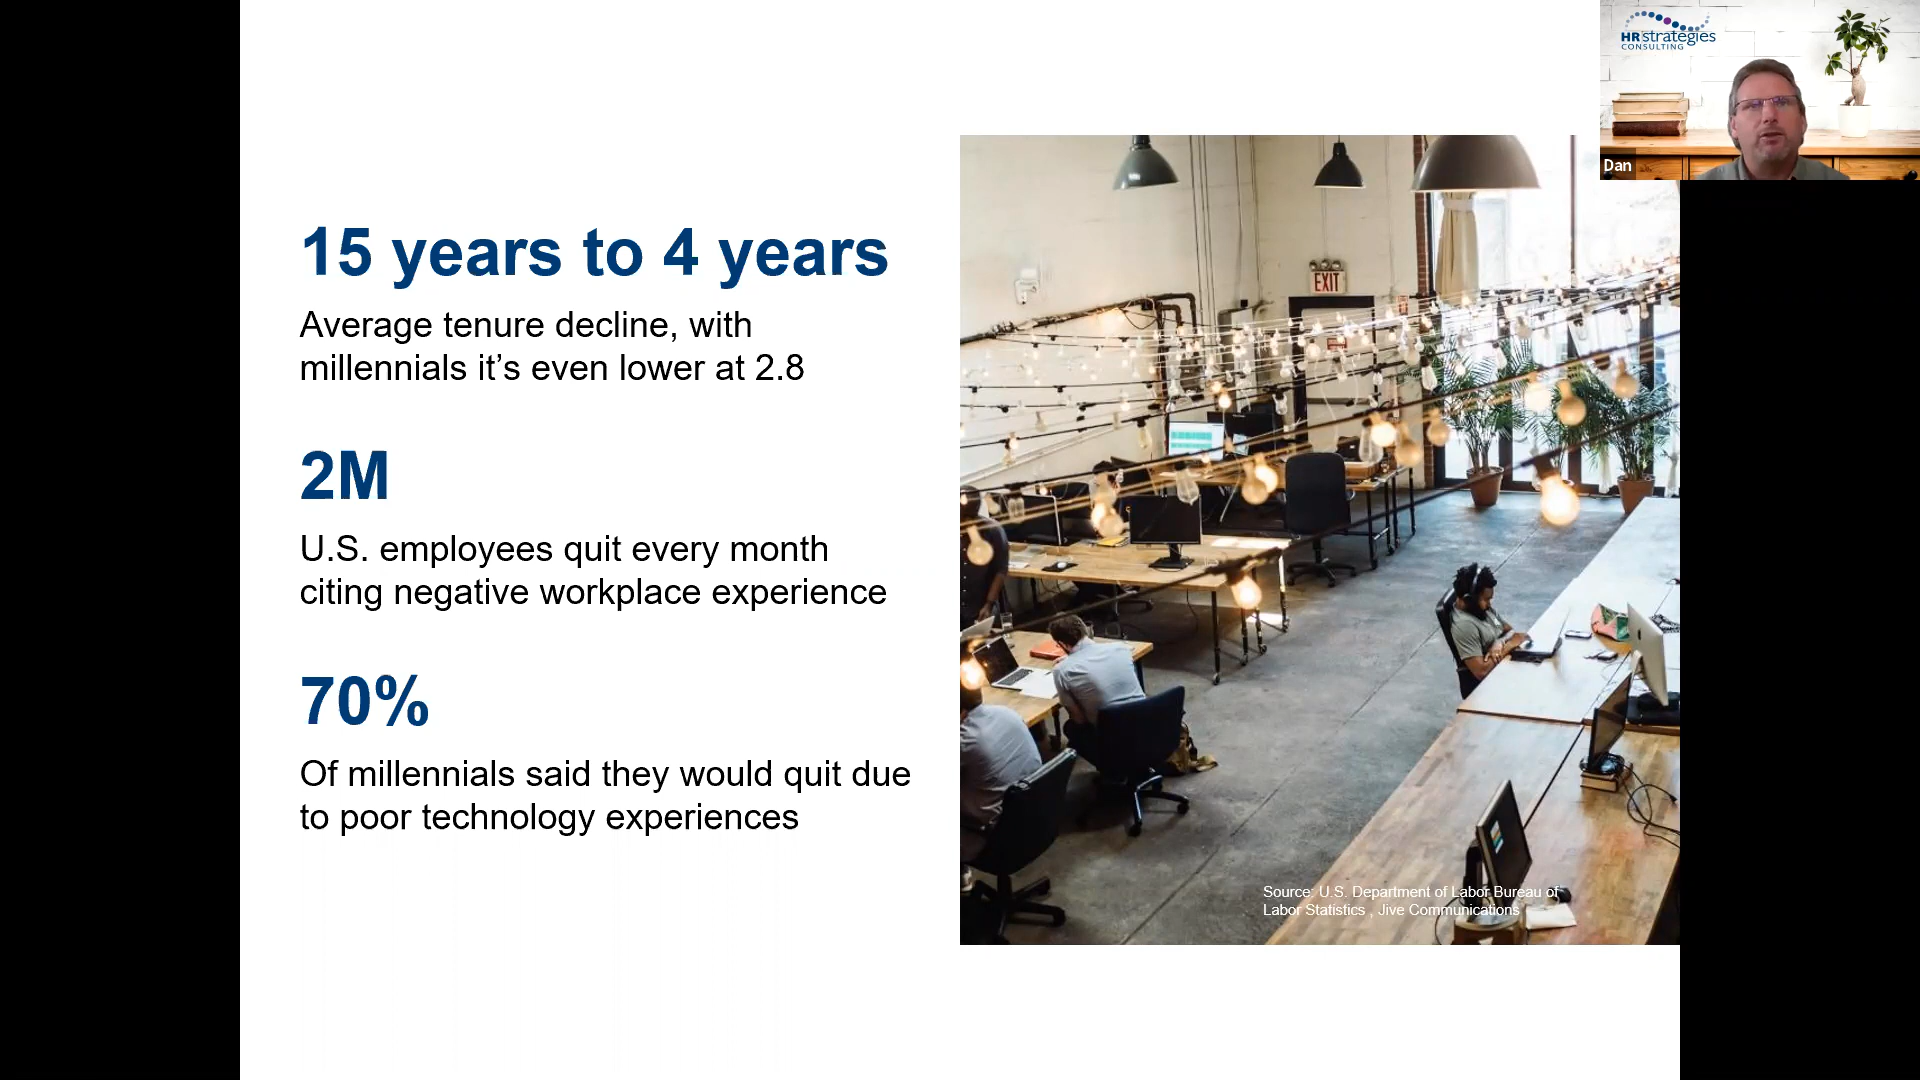 15 years to 4 years
Average tenure decline, with
millennials it’s even lower at 2.8
2M
U.S. employees quit every month
citing negative workplace experience
70%
Of millennials said they would quit due
to poor technology experiences
EXIT
Source: U.S. Department of Labor Bureau of
Labor Statistics , Jive Communications
HRstrategies
CONSULTING
Dan